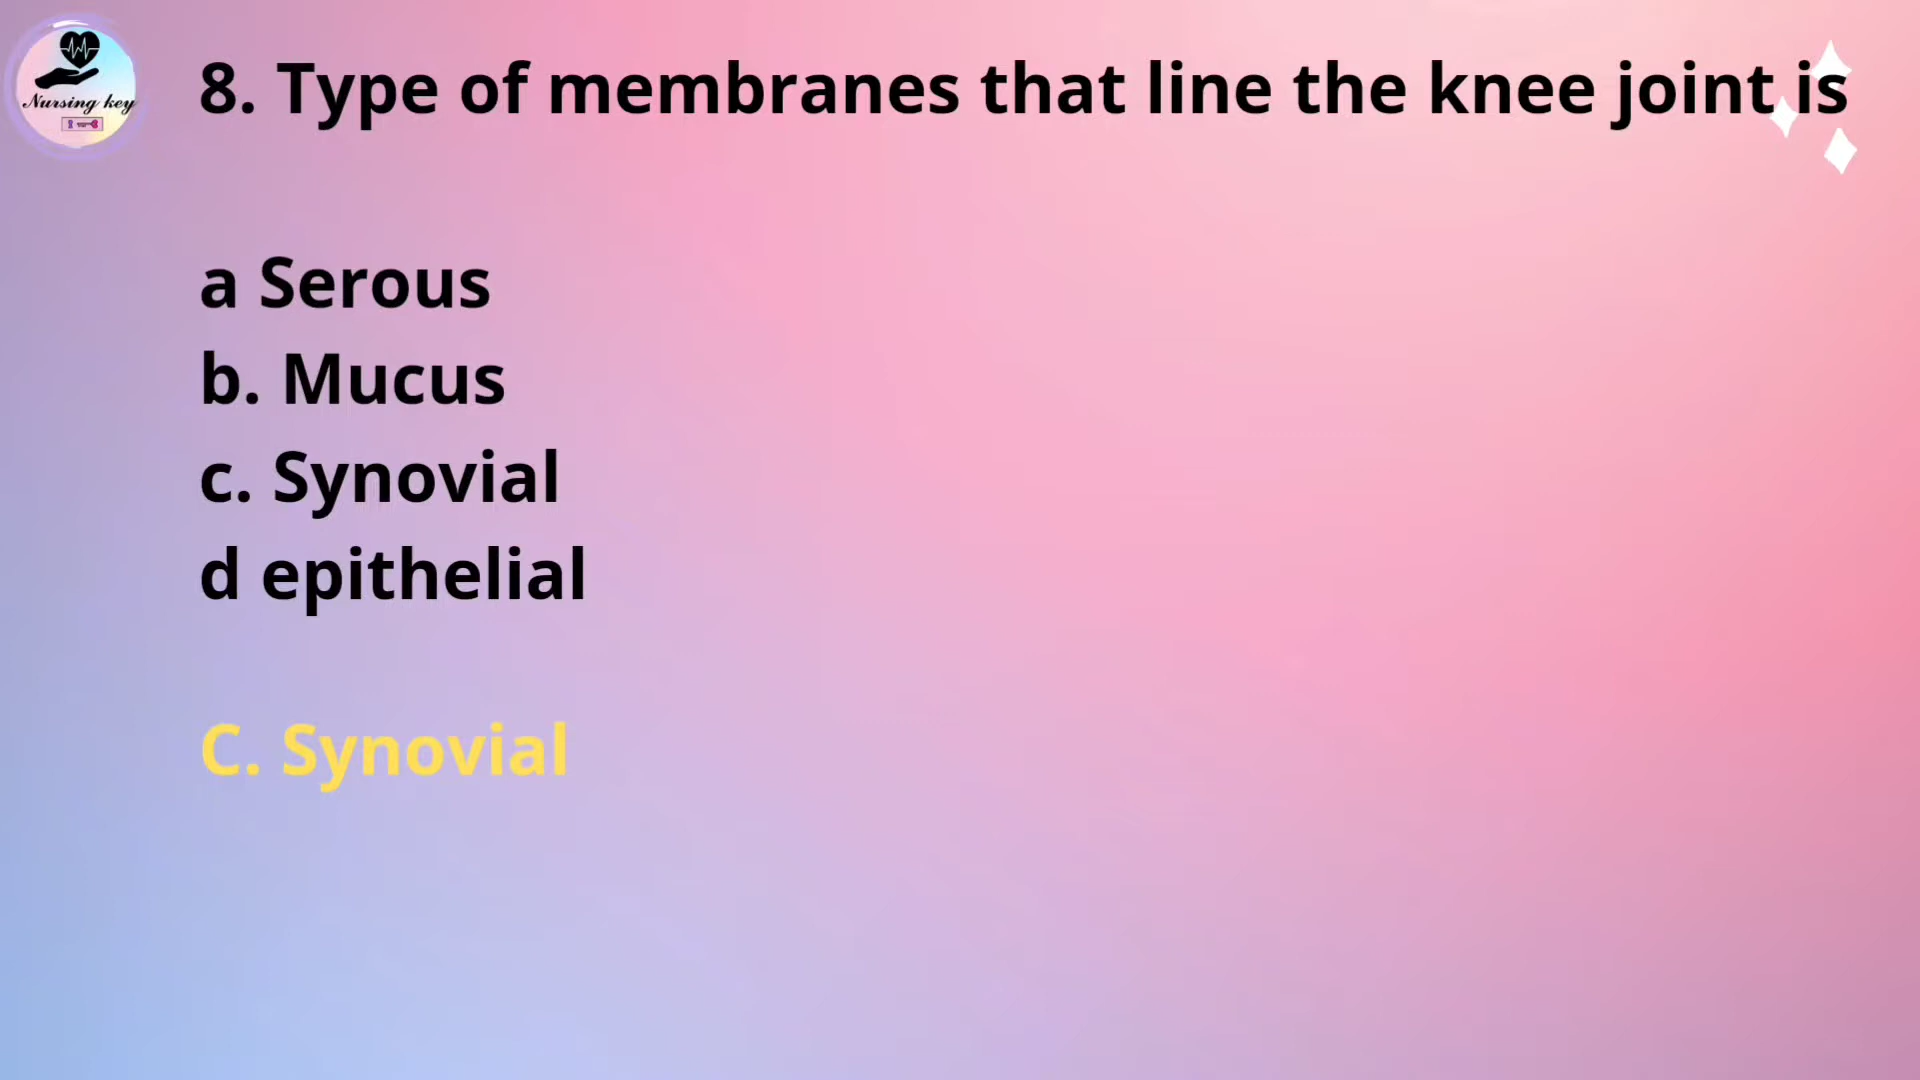 Nursing key
8. Type of membranes that line the knee joint is
a Serous
b. Mucus
c. Synovial
d epithelial
C. Synovial